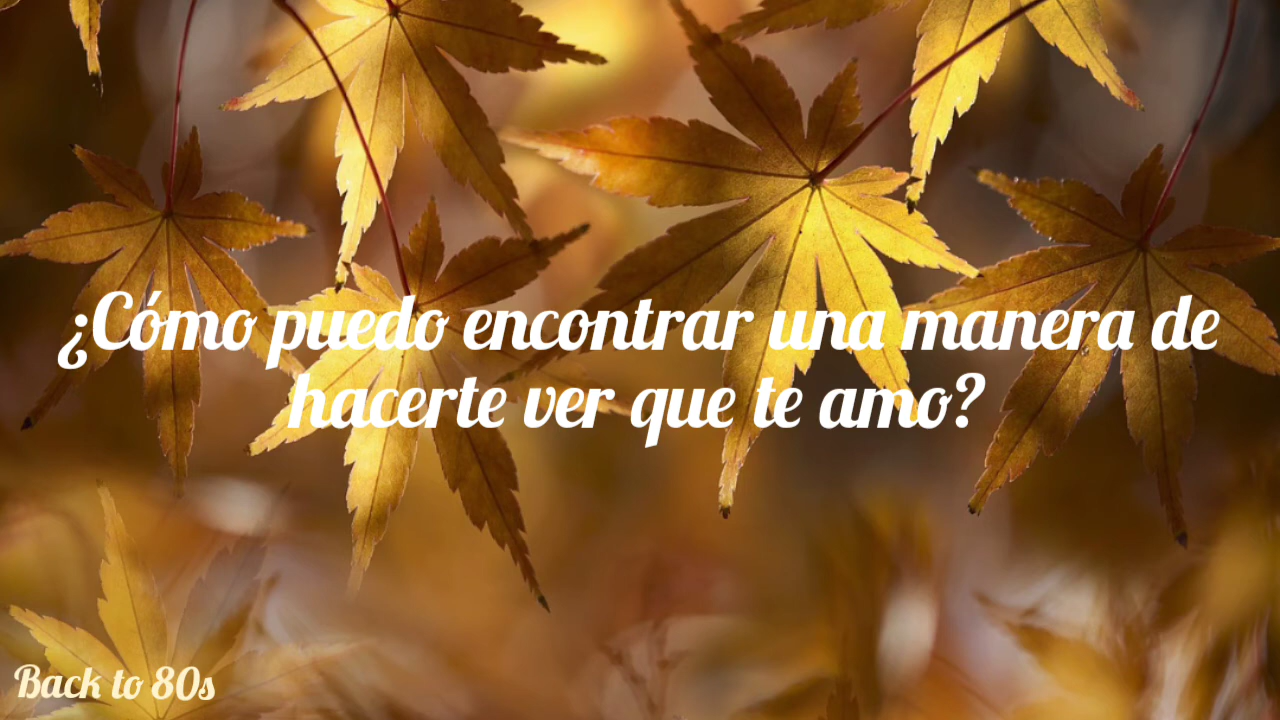 ¿Cómo puedo encontrar una manera de
hacerte ver que te amo?
Back to 80s